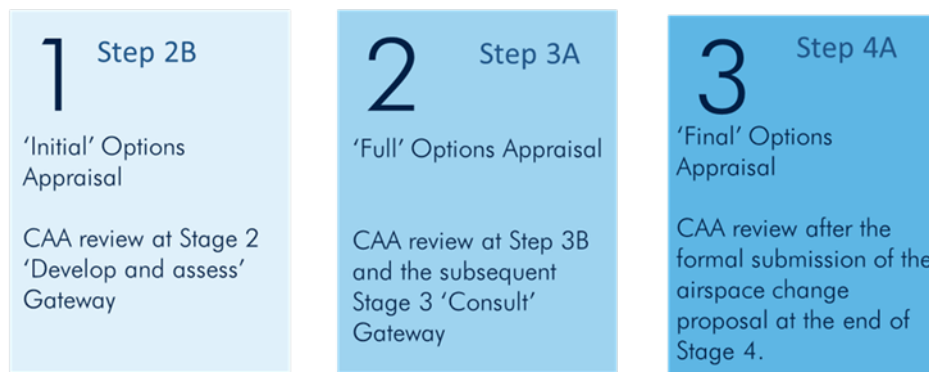 1 Step 2B
'Initial' Options
Appraisal
CAA review at Stage 2
'Develop and assess'
Gateway
2 Step 3A
'Full' Options Appraisal
CAA review at Step 3B
and the subsequent
Stage 3 'Consult'
Gateway
3 Step 4A
'Final' Options
Appraisal
CAA review after the
formal submission of the
airspace change
proposal at the end of
Stage 4.